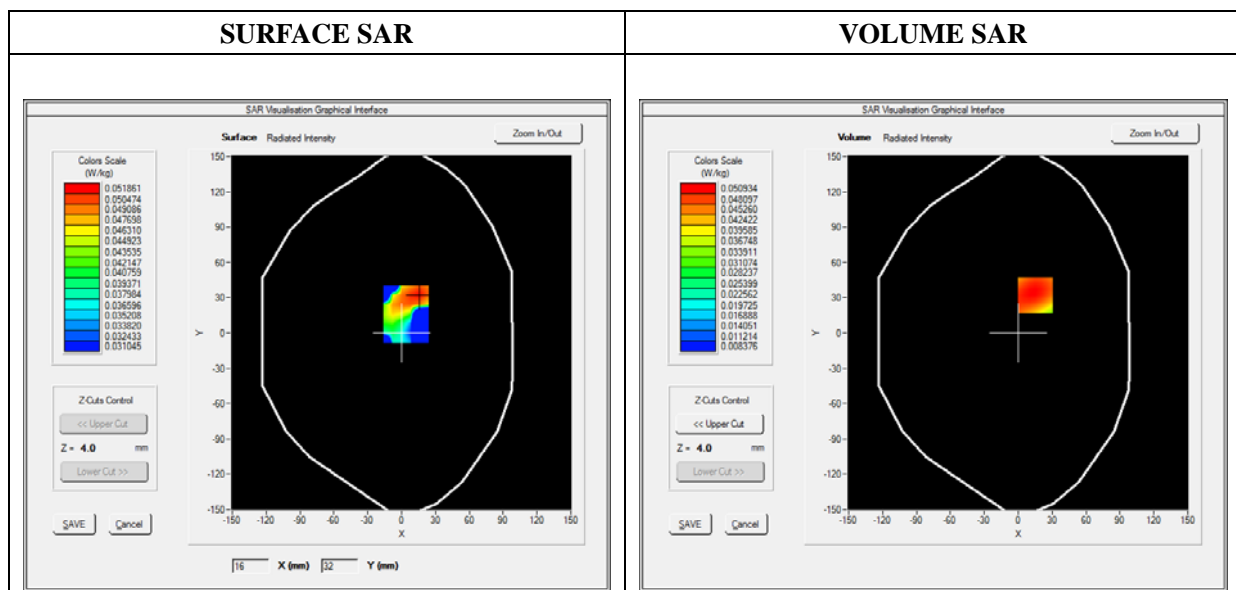 SURFACE SAR
VOLUME SAR
SAR Visualisation Graphical Interface
Surface Radiated Intensity
Zoom In/Out
Colors Scale
(W/kg)
0.051861
0.050474
0.049086
0.047698
0.046310
0.044923
0.043535
0.042147
0.040759
0.039371
0.037984
0.036596
0.035208
0.033820
0.032433
0.031045
Z-Cuts Control
<< Upper Cut
Z = 4.0 mm
Lower Cut >>
SAVE Cancel
150
120
90
60
30
0
-30
-60
-90
-120
-150
Y
-150 -120 -90 -60 -30 0 30 60 90 120 150
X
16 X (mm) 32 Y (mm)
SAR Visualisation Graphical Interface
Volume Radiated Intensity
Zoom In/Out
Colors Scale
(W/kg)
0.050934
0.048097
0.045260
0.042422
0.039585
0.036748
0.033911
0.031074
0.028237
0.025399
0.022562
0.019725
0.016888
0.014051
0.011214
0.008376
Z-Cuts Control
<< Upper Cut
Z = 4.0 mm
Lower Cut >>
SAVE Cancel
150
120
90
60
30
0
-30
-60
-90
-120
-150
Y
-150 -120 -90 -60 -30 0 30 60 90 120 150
X